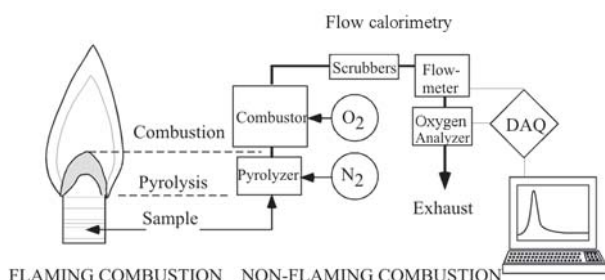 Flow calorimetry
Scrubbers
Flow-
meter
Combustor
O2
Oxygen
Analyzer
DAQ
Combustion
Pyrolyzer
N2
Pyrolysis
Exhaust
Sample
FLAMING COMBUSTION NON-FLAMING COMBUSTION